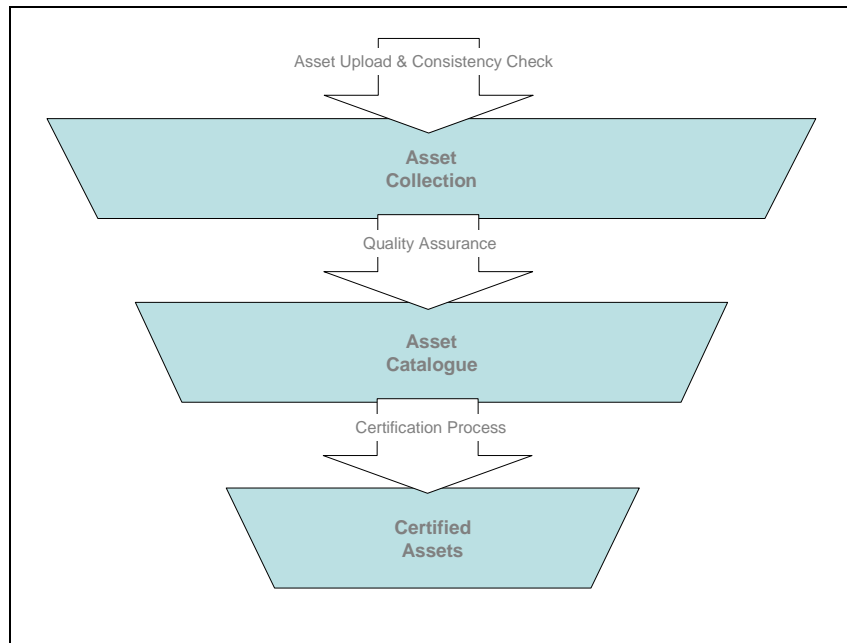 Asset Upload & Consistency Check
Asset
Collection
Quality Assurance
Asset
Catalogue
Certification Process
Certified
Assets